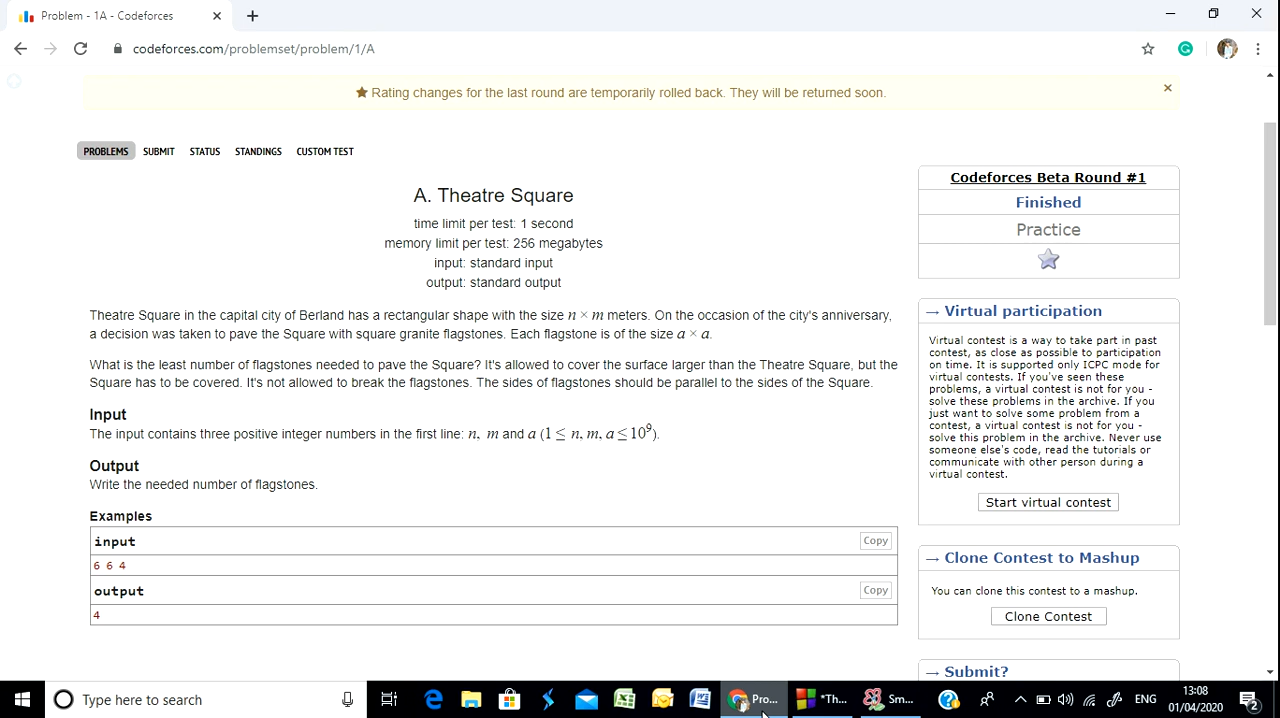 Problem - 1A - Codeforces
codeforces.com/problemset/problem/1/A
Rating changes for the last round are temporarily rolled back. They will be returned soon.
PROBLEMS SUBMIT STATUS STANDINGS CUSTOM TEST
A. Theatre Square
time limit per test: 1 second
memory limit per test: 256 megabytes
input: standard input
output: standard output
Theatre Square in the capital city of Berland has a rectangular shape with the size n × m meters. On the occasion of the city's anniversary,
a decision was taken to pave the Square with square granite flagstones. Each flagstone is of the size a × a.
What is the least number of flagstones needed to pave the Square? It's allowed to cover the surface larger than the Theatre Square, but the
Square has to be covered. It's not allowed to break the flagstones. The sides of flagstones should be parallel to the sides of the Square.
Input
The input contains three positive integer numbers in the first line: n, m and a (1 ≤ n, m, a ≤ 10⁹).
Output
Write the needed number of flagstones.
Examples
input Copy
6 6 4
output Copy
4
Codeforces Beta Round #1
Finished
Practice
→ Virtual participation
Virtual contest is a way to take part in past
contest, as close as possible to participation
on time. It is supported only ICPC mode for
virtual contests. If you've seen these
problems, a virtual contest is not for you -
solve these problems in the archive. If you
just want to solve some problem from a
contest, a virtual contest is not for you -
solve this problem in the archive. Never use
someone else's code, read the tutorials or
communicate with other person during a
virtual contest.
Start virtual contest
→ Clone Contest to Mashup
You can clone this contest to a mashup.
Clone Contest
→ Submit?
Type here to search
Pro...
*Th...
Sm...
ENG
13:08
01/04/2020
2